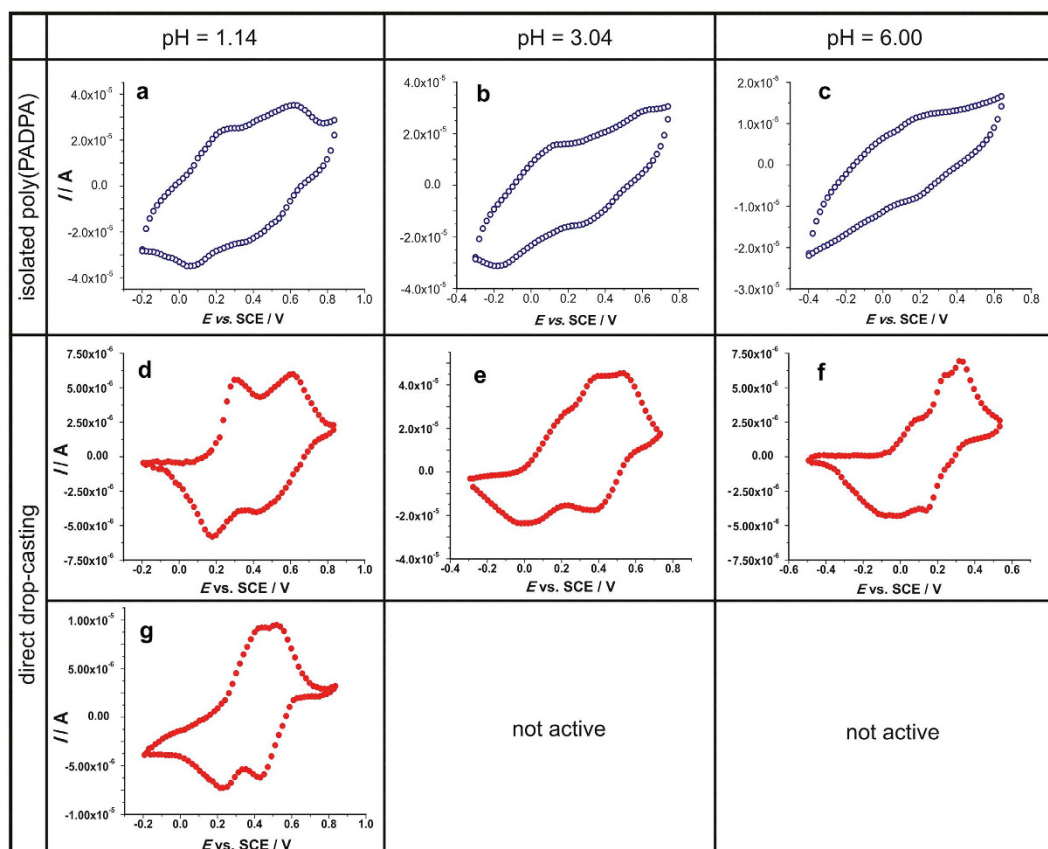 pH = 1.14
pH = 3.04
pH = 6.00
isolated poly(PADPA)
a
4.0x10⁻⁵
2.0x10⁻⁵
0.0
-2.0x10⁻⁵
-4.0x10⁻⁵
I / A
-0.2 0.0 0.2 0.4 0.6 0.8 1.0
E vs. SCE / V
b
4.0x10⁻⁵
2.0x10⁻⁵
0.0
-2.0x10⁻⁵
-4.0x10⁻⁵
-0.4 -0.2 0.0 0.2 0.4 0.6 0.8
E vs. SCE / V
c
2.0x10⁻⁵
1.0x10⁻⁵
0.0
-1.0x10⁻⁵
-2.0x10⁻⁵
-3.0x10⁻⁵
-0.4 -0.2 0.0 0.2 0.4 0.6 0.8
E vs. SCE / V
direct drop-casting
d
7.50x10⁻⁶
5.00x10⁻⁶
2.50x10⁻⁶
0.00
-2.50x10⁻⁶
-5.00x10⁻⁶
-7.50x10⁻⁶
I / A
-0.2 0.0 0.2 0.4 0.6 0.8 1.0
E vs. SCE / V
e
4.0x10⁻⁵
2.0x10⁻⁵
0.0
-2.0x10⁻⁵
-4.0x10⁻⁵
-0.4 -0.2 0.0 0.2 0.4 0.6 0.8
E vs. SCE / V
f
7.50x10⁻⁶
5.00x10⁻⁶
2.50x10⁻⁶
0.00
-2.50x10⁻⁶
-5.00x10⁻⁶
-7.50x10⁻⁶
-0.6 -0.4 -0.2 0.0 0.2 0.4 0.6
E vs. SCE / V
g
1.00x10⁻⁵
5.00x10⁻⁶
0.00
-5.00x10⁻⁶
-1.00x10⁻⁵
I / A
-0.2 0.0 0.2 0.4 0.6 0.8 1.0
E vs. SCE / V
not active
not active